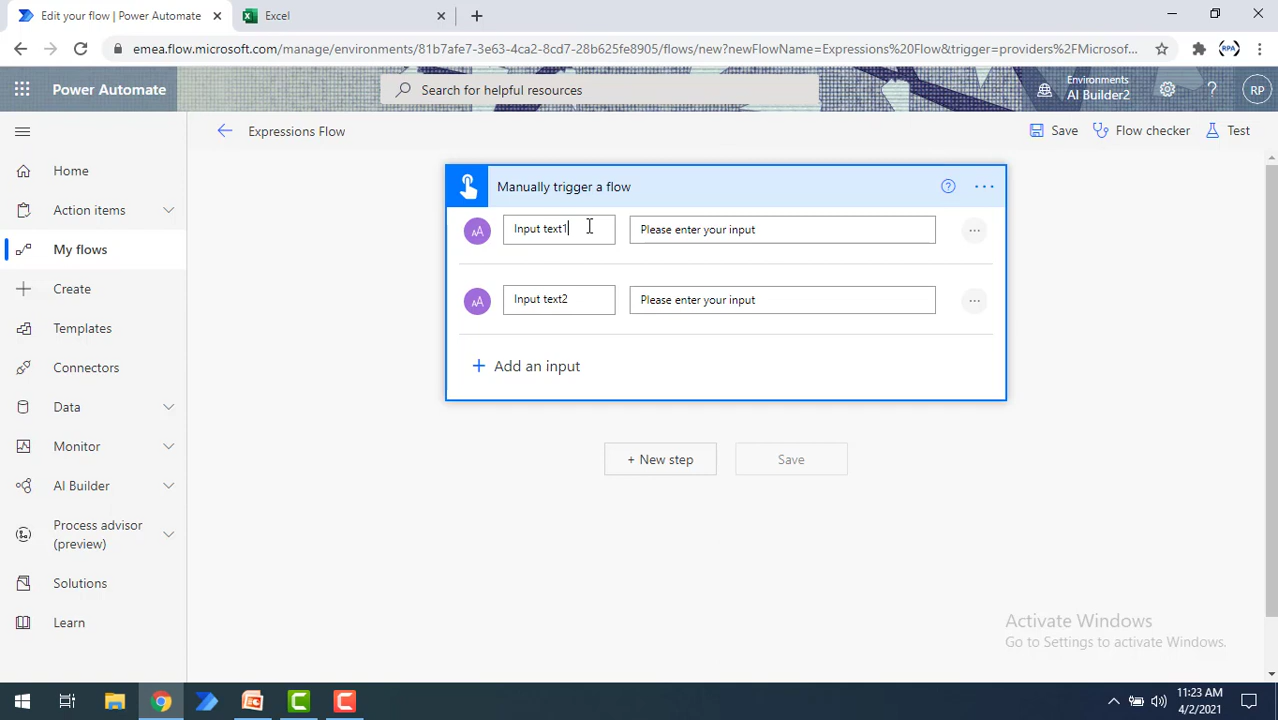 Edit your flow | Power Automate
Excel
emea.flow.microsoft.com/manage/environments/81b7afe7-3e63-4ca2-8cd7-28b625fe8905/flows/new?newFlowName=Expressions%20Flow&trigger=providers%2FMicrosof...
RPA
Power Automate
Search for helpful resources
Environments
AI Builder2
RP
Expressions Flow
Save
Flow checker
Test
Home
Action items
My flows
Create
Templates
Connectors
Data
Monitor
AI Builder
Process advisor
(preview)
Solutions
Learn
Manually trigger a flow
Input text1
Please enter your input
Input text2
Please enter your input
+ Add an input
+ New step
Save
Activate Windows
Go to Settings to activate Windows.
11:23 AM
4/2/2021